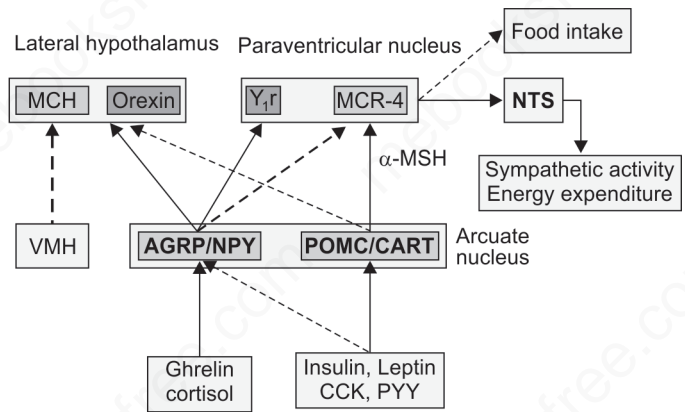 Lateral hypothalamus
Paraventricular nucleus
Food intake
MCH
Orexin
Y₁r
MCR-4
NTS
α-MSH
Sympathetic activity
Energy expenditure
VMH
AGRP/NPY
POMC/CART
Arcuate
nucleus
Ghrelin
cortisol
Insulin, Leptin
CCK, PYY